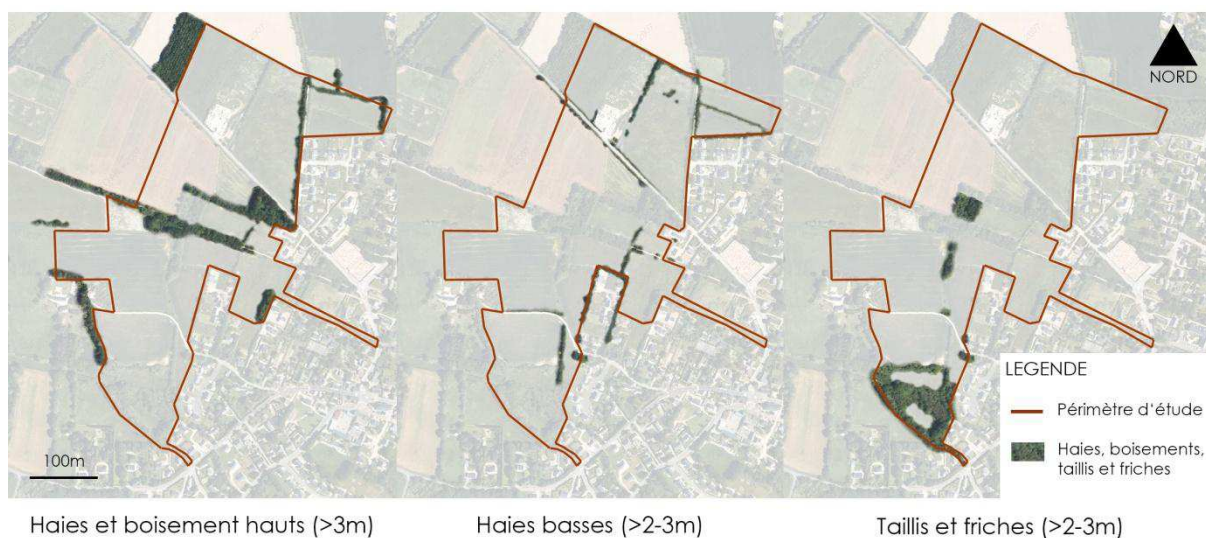 NORD
LEGENDE
Périmètre d'étude
Haies, boisements,
taillis et friches
100m
Haies et boisement hauts (>3m)
Haies basses (>2-3m)
Taillis et friches (>2-3m)